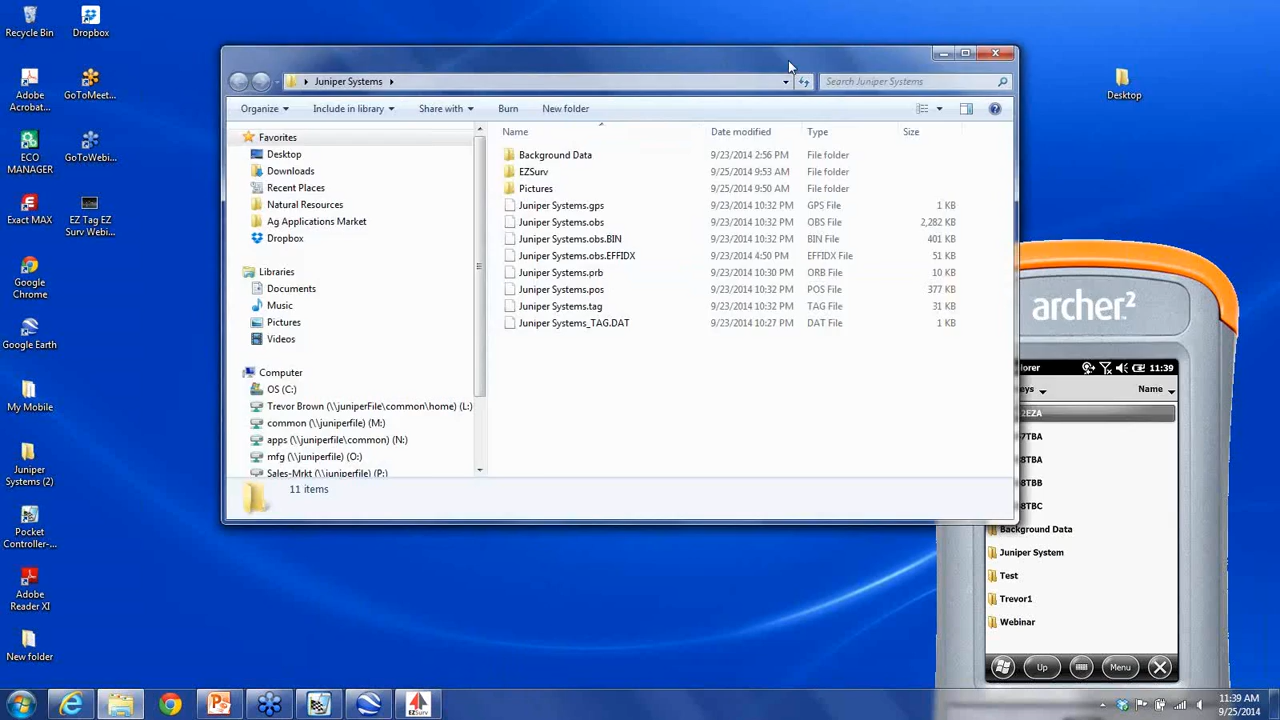 Recycle Bin
Dropbox
Adobe
Acrobat...
GoToMeet...
ECO
MANAGER
GoToWebi...
Exact MAX
EZ Tag EZ
Surv Webi...
Google
Chrome
Google Earth
My Mobile
Juniper
Systems (2)
Pocket
Controller-...
Adobe
Reader XI
New folder
Desktop
Juniper Systems
Search Juniper Systems
Organize
Include in library
Share with
Burn
New folder
Favorites
Desktop
Downloads
Recent Places
Natural Resources
Ag Applications Market
Dropbox
Libraries
Documents
Music
Pictures
Videos
Computer
OS (C:)
Trevor Brown (\\juniperFile\common\home) (L:)
common (\\juniperfile) (M:)
apps (\\juniperfile\common) (N:)
mfg (\\juniperfile) (O:)
Sales-Mrkt (\\juniperfile) (P:)
Name Date modified Type Size
Background Data 9/23/2014 2:56 PM File folder
EZSurv 9/25/2014 9:53 AM File folder
Pictures 9/25/2014 9:50 AM File folder
Juniper Systems.gps 9/23/2014 10:32 PM GPS File 1 KB
Juniper Systems.obs 9/23/2014 10:32 PM OBS File 2,282 KB
Juniper Systems.obs.BIN 9/23/2014 10:32 PM BIN File 401 KB
Juniper Systems.obs.EFFIDX 9/23/2014 4:50 PM EFFIDX File 51 KB
Juniper Systems.prb 9/23/2014 10:30 PM ORB File 10 KB
Juniper Systems.pos 9/23/2014 10:32 PM POS File 377 KB
Juniper Systems.tag 9/23/2014 10:32 PM TAG File 31 KB
Juniper Systems_TAG.DAT 9/23/2014 10:27 PM DAT File 1 KB
11 items
archer2
lorer 11:39
eys Name
2EZA
7TBA
8TBA
8TBB
8TBC
Background Data
Juniper System
Test
Trevor1
Webinar
Up
Menu
EZSurv
11:39 AM
9/25/2014